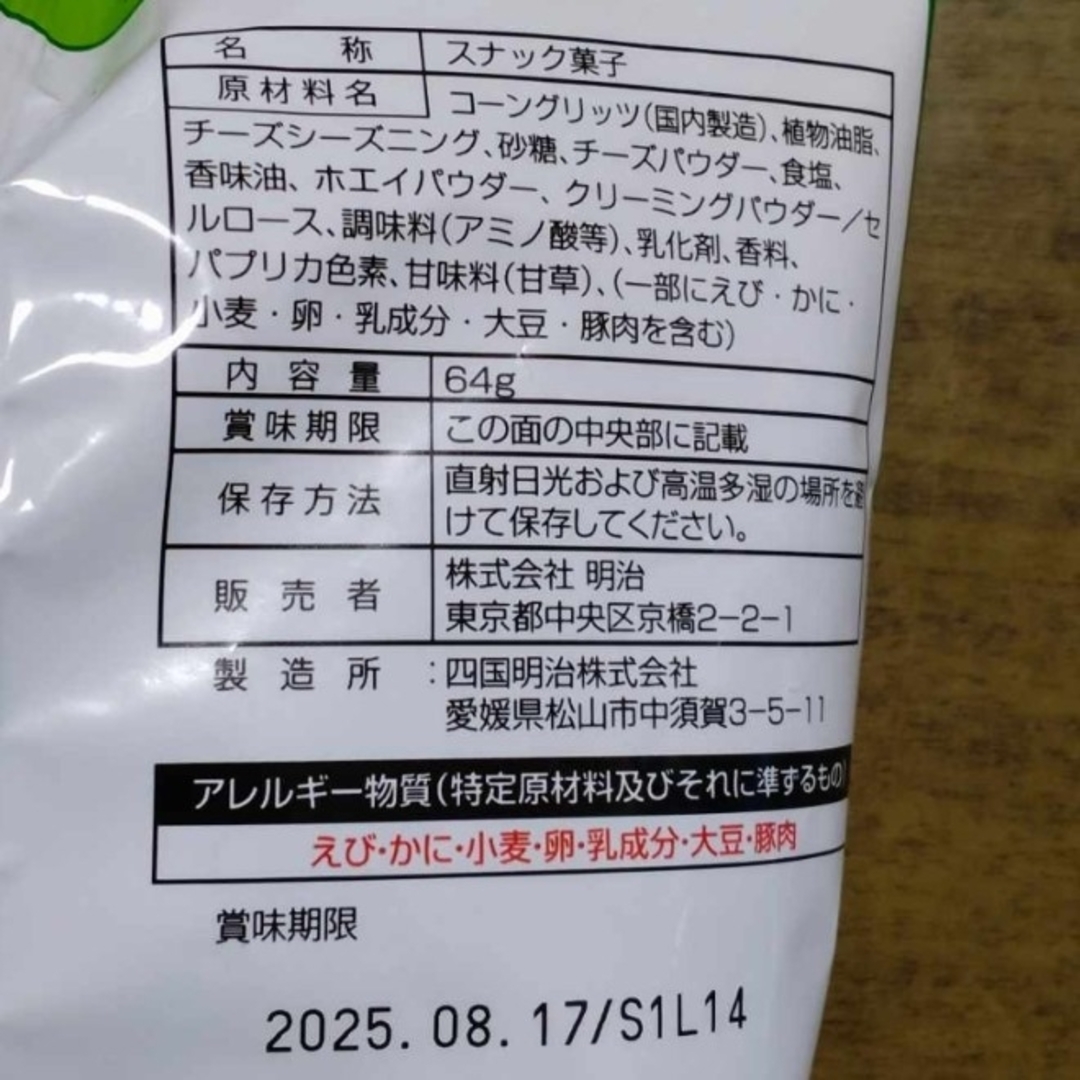 名称 スナック菓子
原材料名 コーングリッツ(国内製造)、植物油脂、
チーズシーズニング、砂糖、チーズパウダー、食塩、
香味油、ホエイパウダー、クリーミングパウダー/セ
ルロース、調味料(アミノ酸等)、乳化剤、香料、
パプリカ色素、甘味料(甘草)、(一部にえび・かに・
小麦・卵・乳成分・大豆・豚肉を含む)
内容量 64g
賞味期限 この面の中央部に記載
保存方法 直射日光および高温多湿の場所を避
けて保存してください。
販売者 株式会社 明治
東京都中央区京橋2-2-1
製造所:四国明治株式会社
愛媛県松山市中須賀3-5-11
アレルギー物質(特定原材料及びそれに準ずるもの)
えび・かに・小麦・卵・乳成分・大豆・豚肉
賞味期限
2025.08.17/S1L14